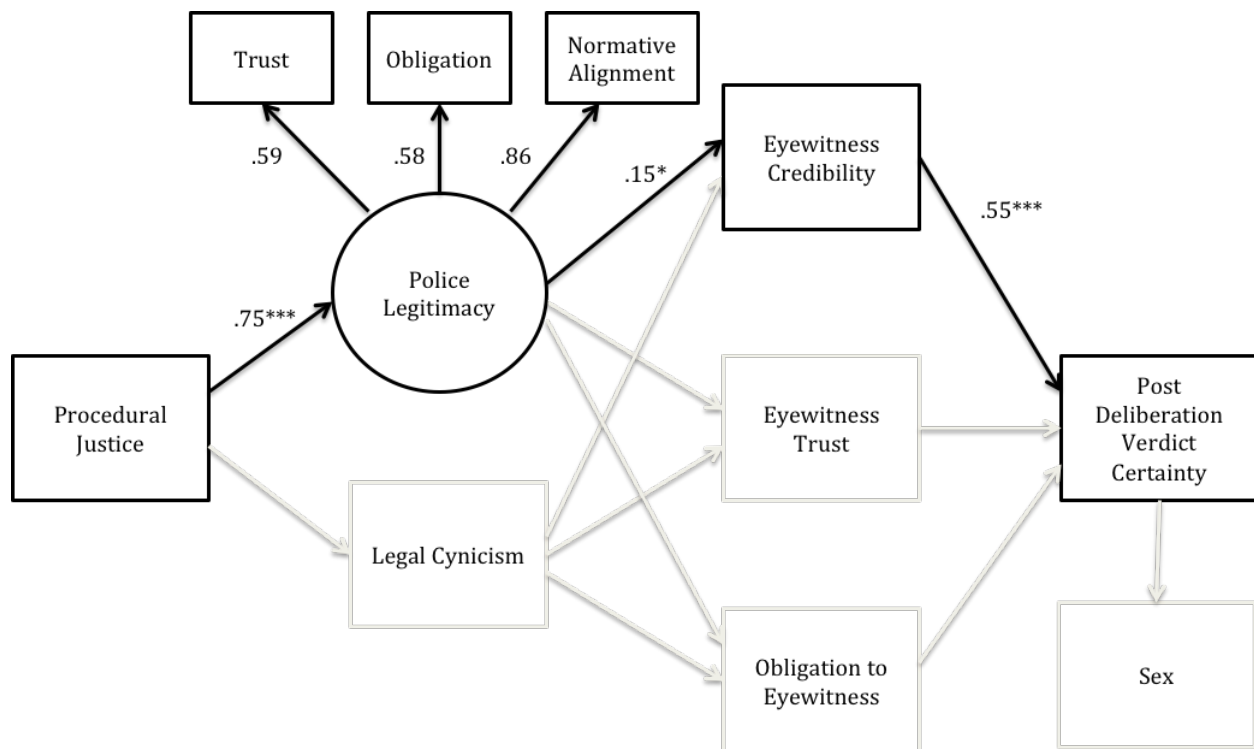 Trust
Obligation
Normative
Alignment
.59
.58
.86
.15*
Eyewitness
Credibility
.55***
Police
Legitimacy
.75***
Procedural
Justice
Eyewitness
Trust
Post
Deliberation
Verdict
Certainty
Legal Cynicism
Obligation to
Eyewitness
Sex